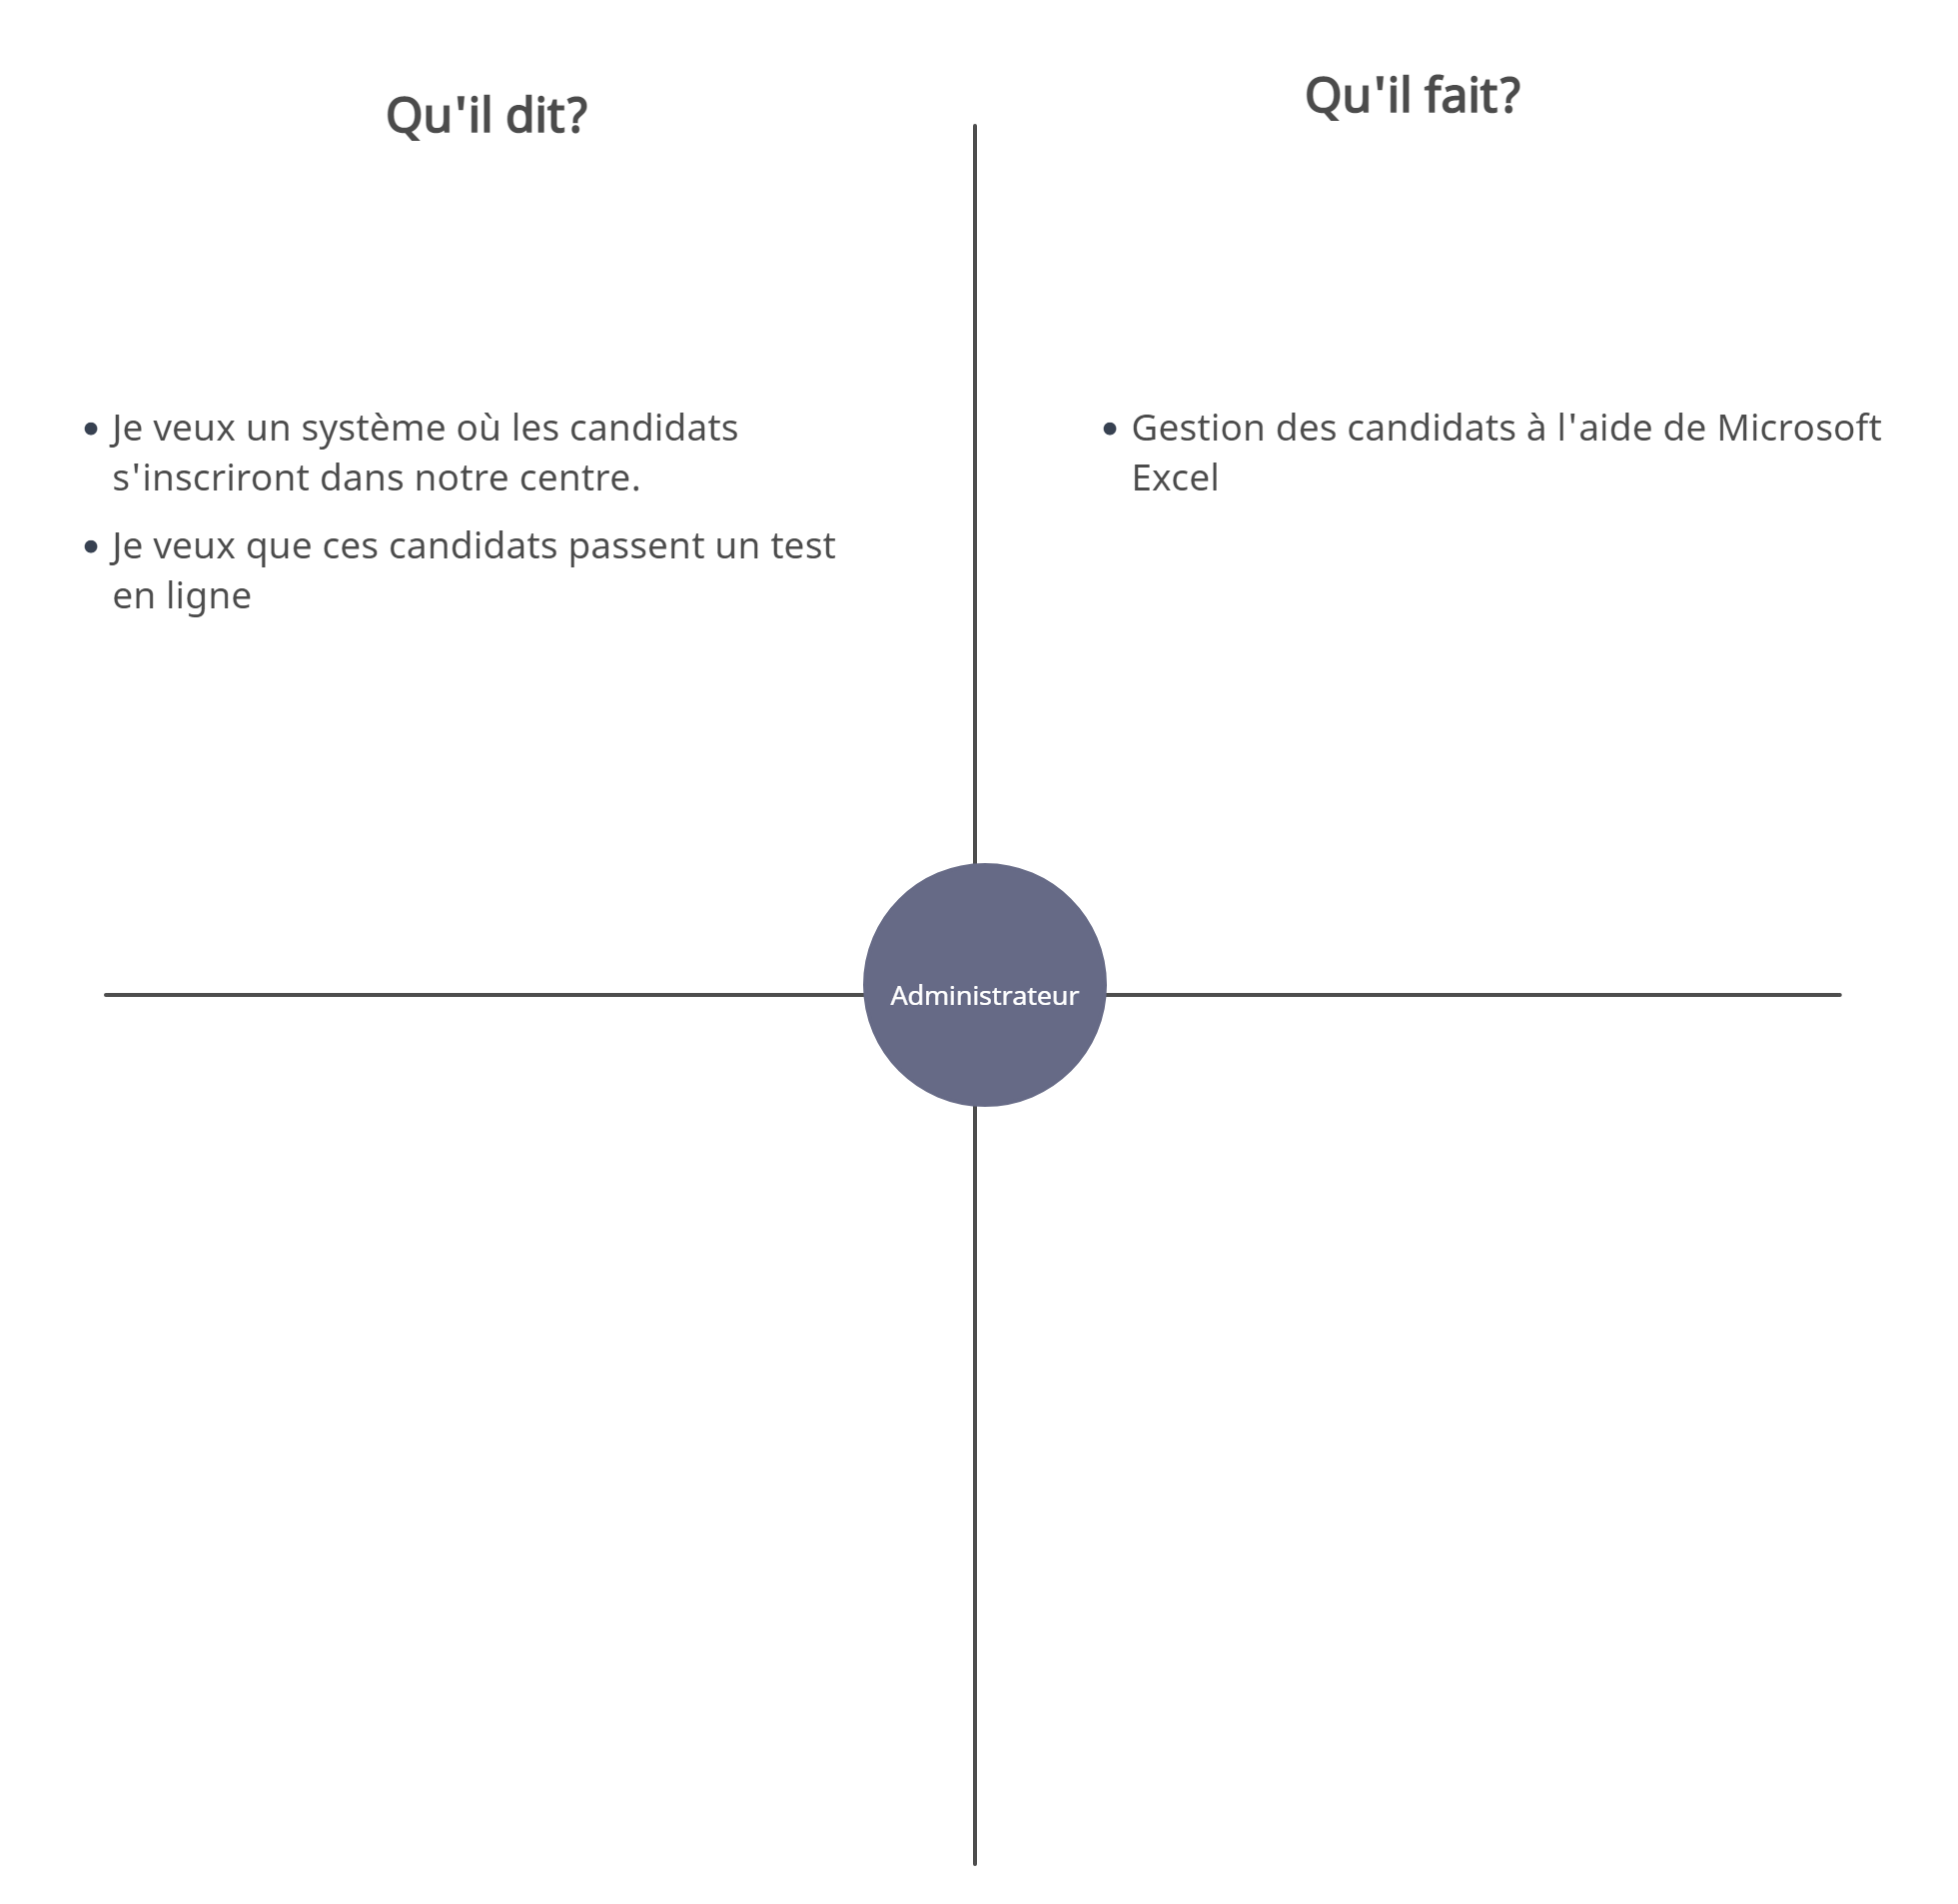 Qu'il dit?
Qu'il fait?
• Je veux un système où les candidats
s'inscriront dans notre centre.
• Je veux que ces candidats passent un test
en ligne
• Gestion des candidats à l'aide de Microsoft
Excel
Administrateur